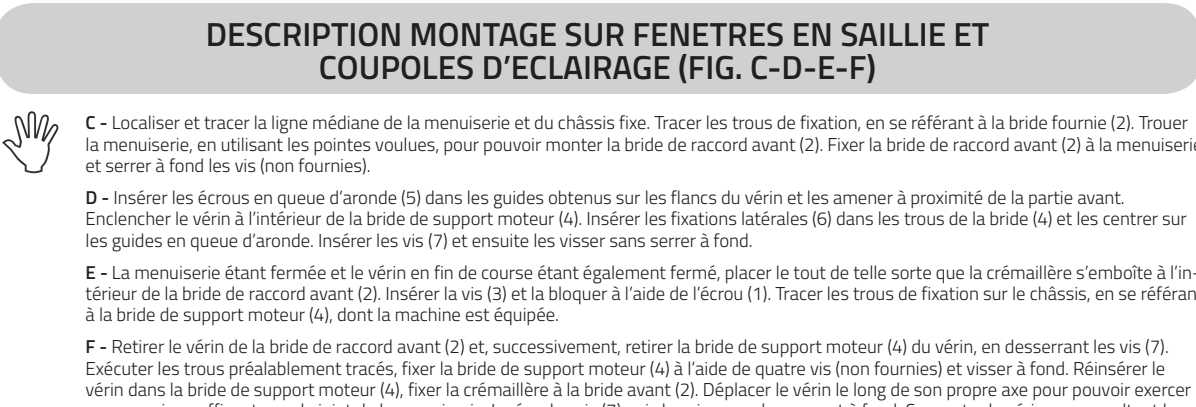 DESCRIPTION MONTAGE SUR FENETRES EN SAILLIE ET
COUPOLES D’ECLAIRAGE (FIG. C-D-E-F)
C - Localiser et tracer la ligne médiane de la menuiserie et du châssis fixe. Tracer les trous de fixation, en se référant à la bride fournie (2). Trouer
la menuiserie, en utilisant les pointes voulues, pour pouvoir monter la bride de raccord avant (2). Fixer la bride de raccord avant (2) à la menuiserie
et serrer à fond les vis (non fournies).
D - Insérer les écrous en queue d’aronde (5) dans les guides obtenus sur les flancs du vérin et les amener à proximité de la partie avant.
Enclencher le vérin à l’intérieur de la bride de support moteur (4). Insérer les fixations latérales (6) dans les trous de la bride (4) et les centrer sur
les guides en queue d’aronde. Insérer les vis (7) et ensuite les visser sans serrer à fond.
E - La menuiserie étant fermée et le vérin en fin de course étant également fermé, placer le tout de telle sorte que la crémaillère s’emboîte à l’in-
térieur de la bride de raccord avant (2). Insérer la vis (3) et la bloquer à l’aide de l’écrou (1). Tracer les trous de fixation sur le châssis, en se référant
à la bride de support moteur (4), dont la machine est équipée.
F - Retirer le vérin de la bride de raccord avant (2) et, successivement, retirer la bride de support moteur (4) du vérin, en desserrant les vis (7).
Exécuter les trous préalablement tracés, fixer la bride de support moteur (4) à l’aide de quatre vis (non fournies) et visser à fond. Réinsérer le
vérin dans la bride de support moteur (4), fixer la crémaillère à la bride avant (2). Déplacer le vérin le long de son propre axe pour pouvoir exercer